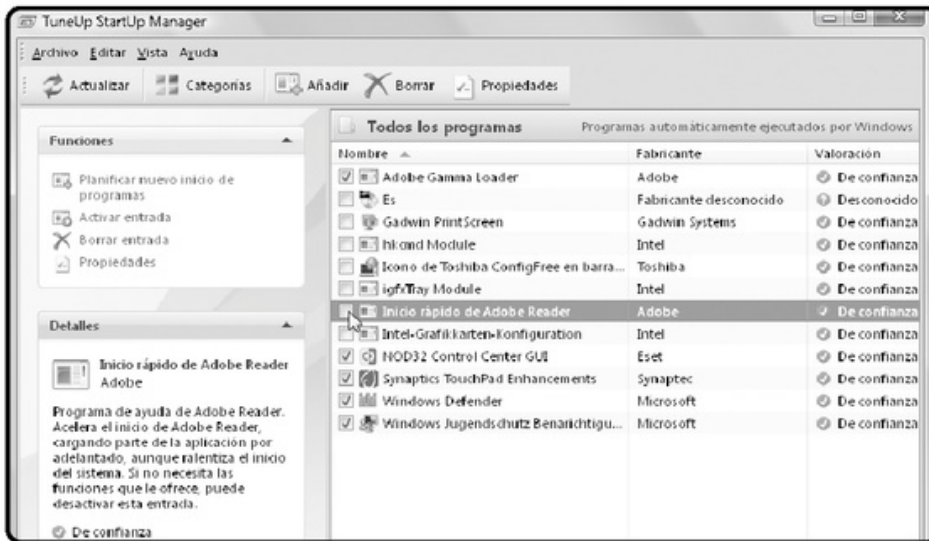 TuneUp StartUp Manager
Archivo Editar Vista Ayuda
Actualizar Categorías Añadir Borrar Propiedades
Funciones
Planificar nuevo inicio de
programas
Activar entrada
Borrar entrada
Propiedades
Detalles
Inicio rápido de Adobe Reader
Adobe
Programa de ayuda de Adobe Reader.
Acelera el inicio de Adobe Reader,
cargando parte de la aplicación por
adelantado, aunque ralentiza el inicio
del sistema. Si no necesita las
funciones que le ofrece, puede
desactivar esta entrada.
De confianza
Todos los programas Programas automáticamente ejecutados por Windows
Nombre Fabricante Valoración
Adobe Gamma Loader Adobe De confianza
Es Fabricante desconocido Desconocido
Gadwin PrintScreen Gadwin Systems De confianza
hkcmd Module Intel De confianza
Icono de Toshiba ConfigFree en barra... Toshiba De confianza
igfxTray Module Intel De confianza
Inicio rápido de Adobe Reader Adobe De confianza
Intel-Grafikkarten-Konfiguration Intel De confianza
NOD32 Control Center GUI Eset De confianza
Synaptics TouchPad Enhancements Synaptec De confianza
Windows Defender Microsoft De confianza
Windows Jugendschutz Benarichtigu... Microsoft De confianza